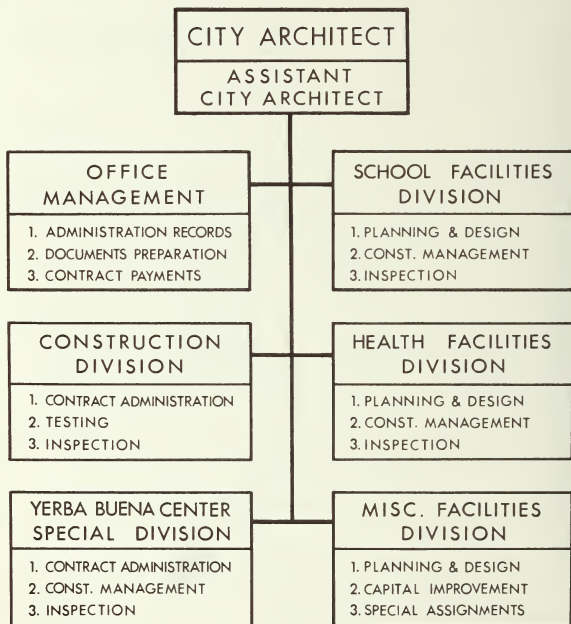 CITY ARCHITECT
ASSISTANT
CITY ARCHITECT
OFFICE
MANAGEMENT
1. ADMINISTRATION RECORDS
2. DOCUMENTS PREPARATION
3. CONTRACT PAYMENTS
SCHOOL FACILITIES
DIVISION
1. PLANNING & DESIGN
2. CONST. MANAGEMENT
3. INSPECTION
CONSTRUCTION
DIVISION
1. CONTRACT ADMINISTRATION
2. TESTING
3. INSPECTION
HEALTH FACILITIES
DIVISION
1. PLANNING & DESIGN
2. CONST. MANAGEMENT
3. INSPECTION
YERBA BUENA CENTER
SPECIAL DIVISION
1. CONTRACT ADMINISTRATION
2. CONST. MANAGEMENT
3. INSPECTION
MISC. FACILITIES
DIVISION
1. PLANNING & DESIGN
2. CAPITAL IMPROVEMENT
3. SPECIAL ASSIGNMENTS